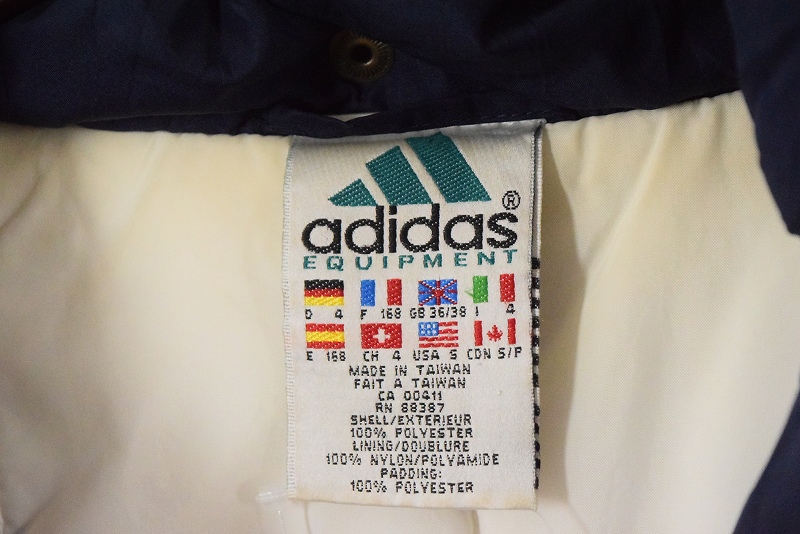 adidas®
EQUIPMENT
D 4 F 168 GB 36/38 I 4
E 168 CH 4 USA S CDN S/P
MADE IN TAIWAN
FAIT A TAIWAN
CA 00411
RN 88387
SHELL/EXTERIEUR
100% POLYESTER
LINING/DOUBLURE
100% NYLON/POLYAMIDE
PADDING:
100% POLYESTER